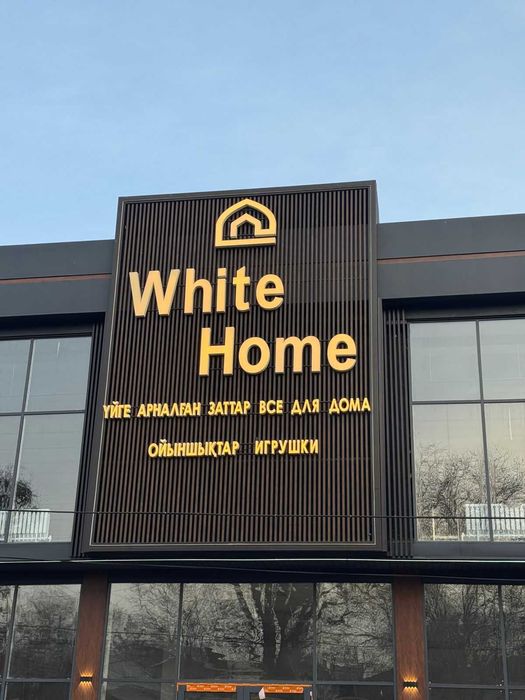 White
Home
ҮЙГЕ АРНАЛҒАН ЗАТТАР ВСЕ ДЛЯ ДОМА
ОЙЫНШЫҚТАР ИГРУШКИ